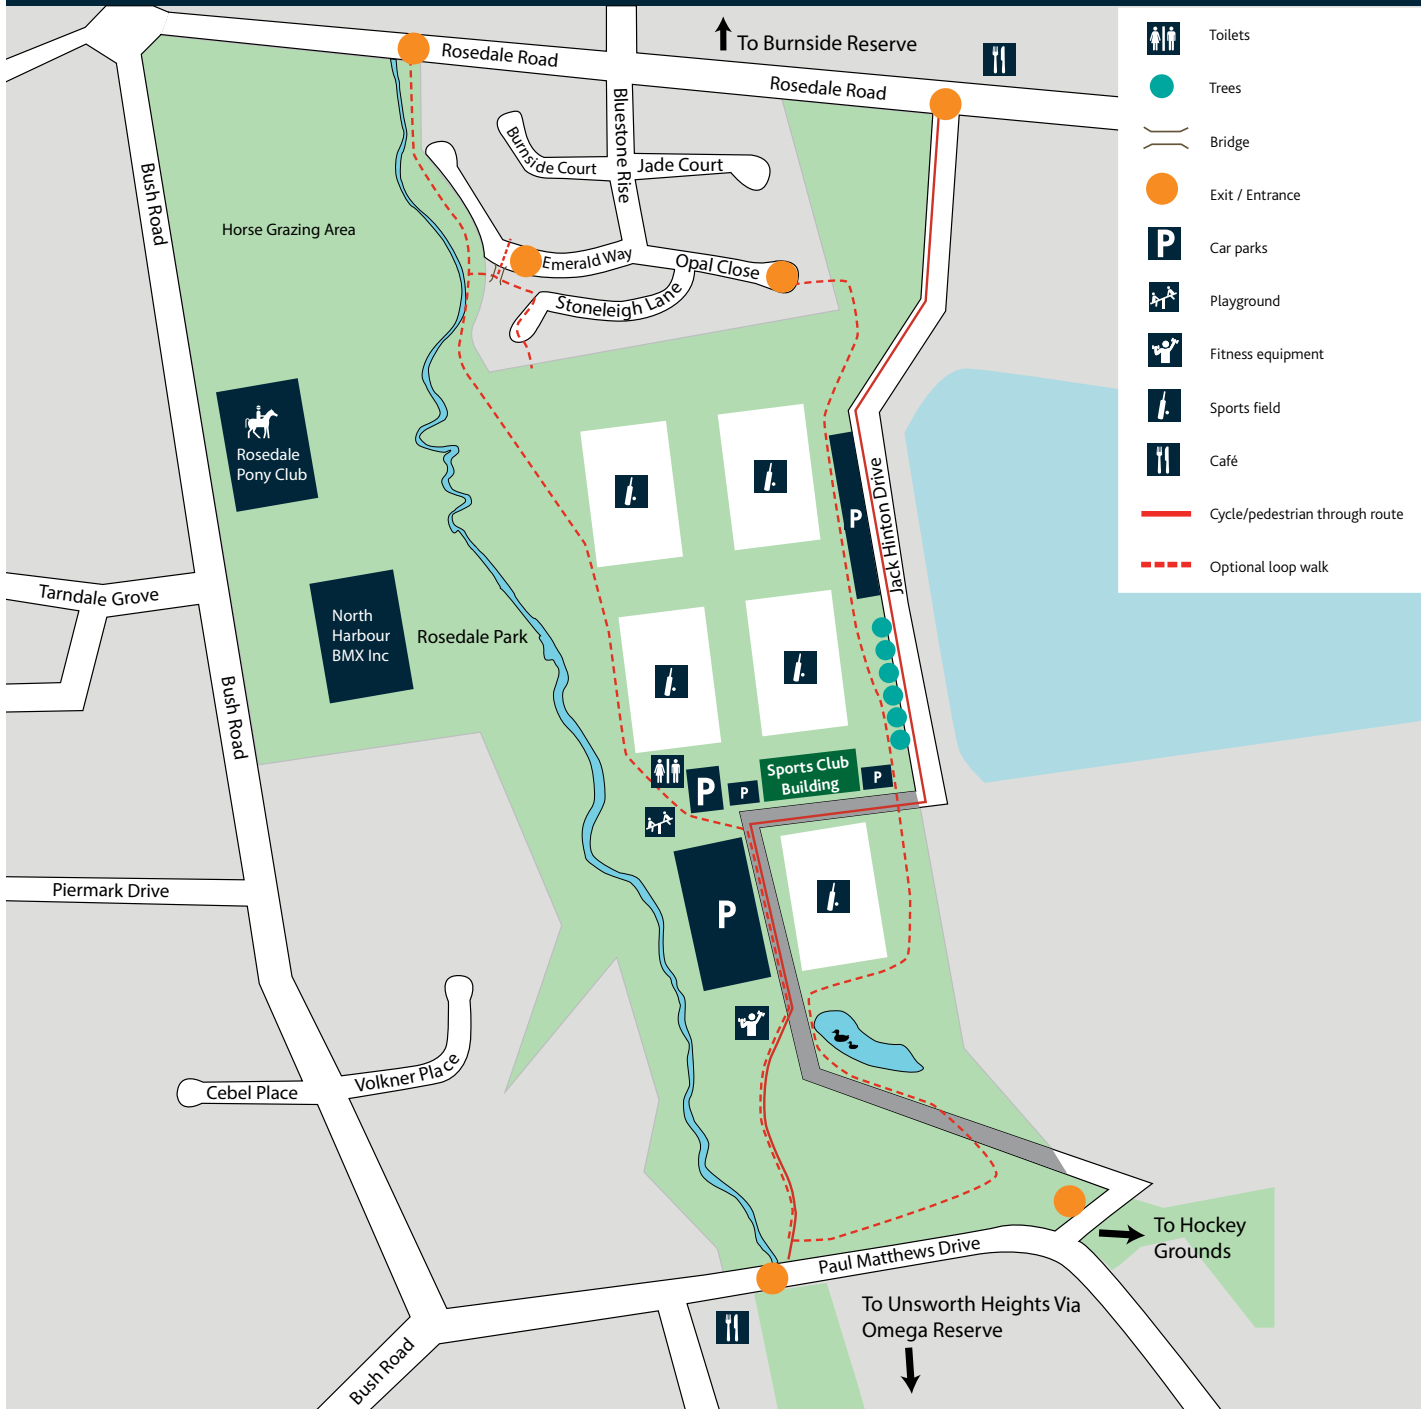 To Burnside Reserve
Rosedale Road
Rosedale Road
Bluestone Rise
Burnside Court
Jade Court
Bush Road
Horse Grazing Area
Emerald Way
Opal Close
Stoneleigh Lane
Rosedale
Pony Club
P
Jack Hinton Drive
Tarndale Grove
North
Harbour
BMX Inc
Rosedale Park
Bush Road
Sports Club
Building
P
P
P
Piermark Drive
P
Cebel Place
Volkner Place
To Hockey
Grounds
Paul Matthews Drive
To Unsworth Heights Via
Omega Reserve
Bush Road
Toilets
Trees
Bridge
Exit / Entrance
P
Car parks
Playground
Fitness equipment
Sports field
Café
Cycle/pedestrian through route
Optional loop walk